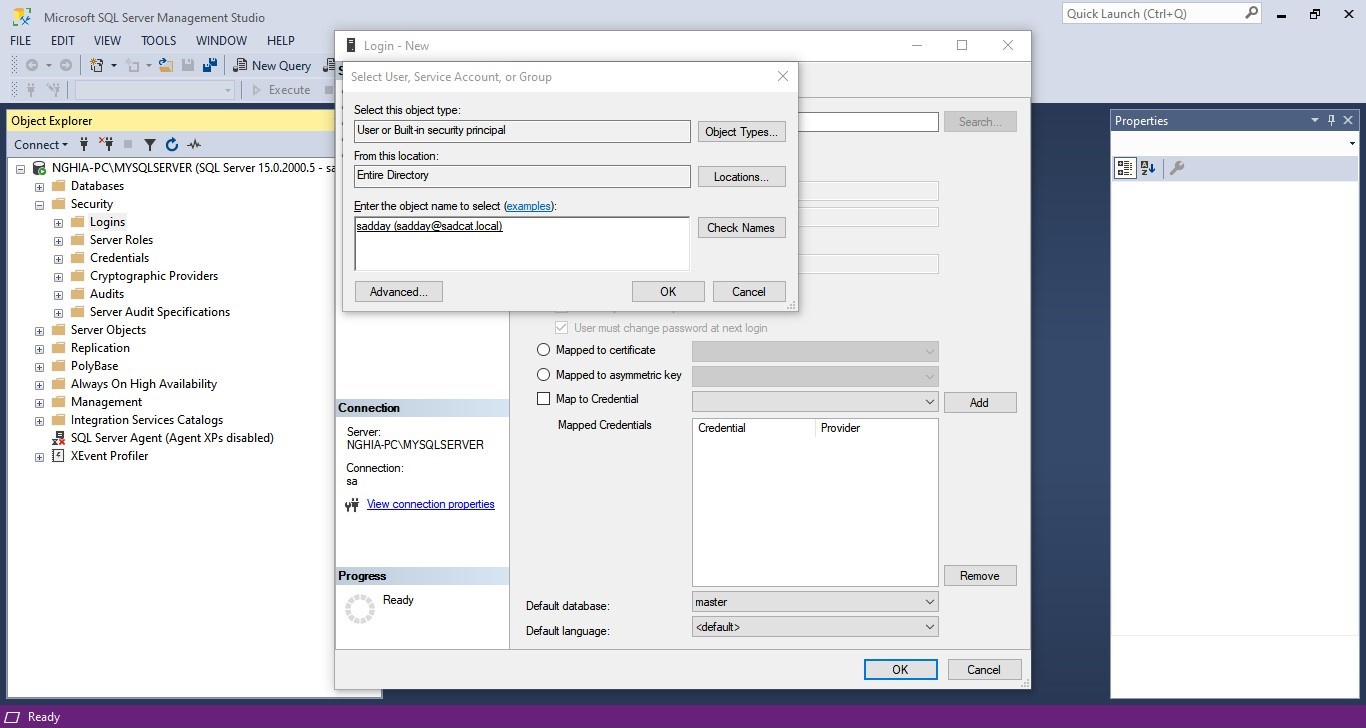 Microsoft SQL Server Management Studio
Quick Launch (Ctrl+Q)
FILE EDIT VIEW TOOLS WINDOW HELP
New Query
Execute
Object Explorer
Connect
NGHIA-PC\MYSQLSERVER (SQL Server 15.0.2000.5 - sa
Databases
Security
Logins
Server Roles
Credentials
Cryptographic Providers
Audits
Server Audit Specifications
Server Objects
Replication
PolyBase
Always On High Availability
Management
Integration Services Catalogs
SQL Server Agent (Agent XPs disabled)
XEvent Profiler
Login - New
Search...
Select User, Service Account, or Group
Select this object type:
User or Built-in security principal
Object Types...
From this location:
Entire Directory
Locations...
Enter the object name to select (examples):
sadday (sadday@sadcat.local)
Check Names
Advanced...
OK
Cancel
User must change password at next login
Mapped to certificate
Mapped to asymmetric key
Map to Credential
Add
Mapped Credentials
Credential Provider
Remove
Default database:
master
Default language:
<default>
OK
Cancel
Connection
Server:
NGHIA-PC\MYSQLSERVER
Connection:
sa
View connection properties
Progress
Ready
Properties
Ready